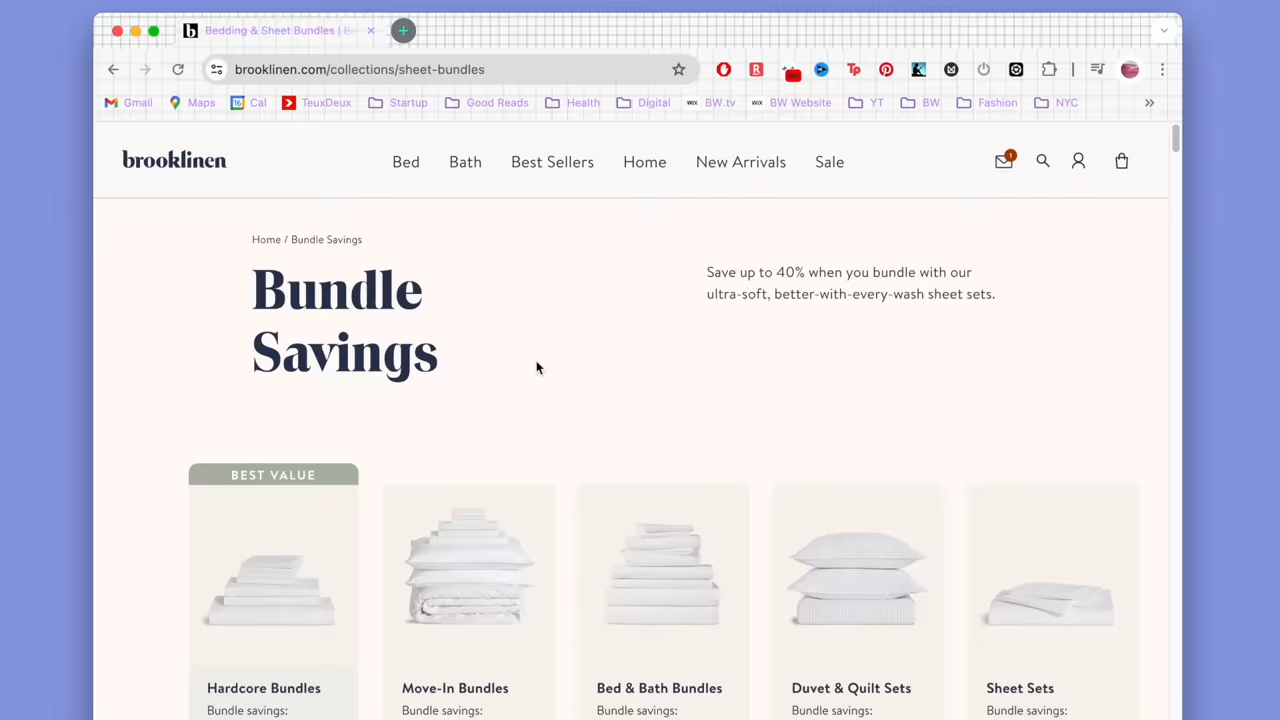 Bedding & Sheet Bundles | B
brooklinen.com/collections/sheet-bundles
Gmail Maps 16 Cal TeuxDeux Startup Good Reads Health Digital WIX BW.tv WIX BW Website YT BW Fashion NYC
brooklinen Bed Bath Best Sellers Home New Arrivals Sale 1
Home / Bundle Savings
Bundle
Savings
Save up to 40% when you bundle with our
ultra-soft, better-with-every-wash sheet sets.
BEST VALUE
Hardcore Bundles
Bundle savings:
Move-In Bundles
Bundle savings:
Bed & Bath Bundles
Bundle savings:
Duvet & Quilt Sets
Bundle savings:
Sheet Sets
Bundle savings: